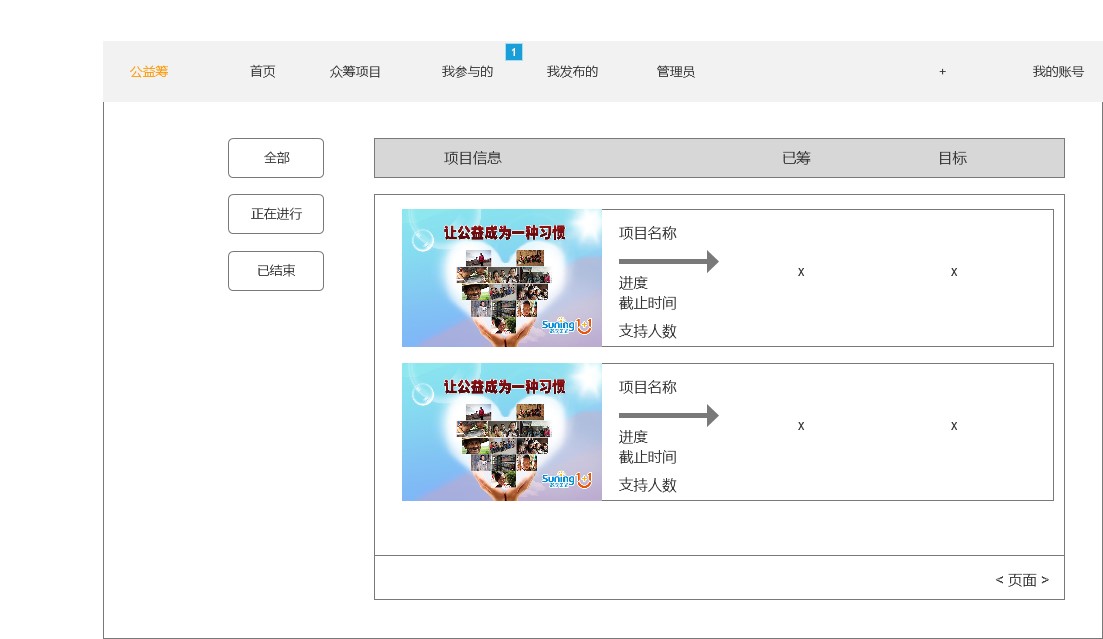 1
公益筹 首页 众筹项目 我参与的 我发布的 管理员 + 我的账号
全部
正在进行
已结束
项目信息 已筹 目标
让公益成为一种习惯
Suning 1+1
项目名称
进度
截止时间
支持人数
x x
让公益成为一种习惯
Suning 1+1
项目名称
进度
截止时间
支持人数
x x
< 页面 >